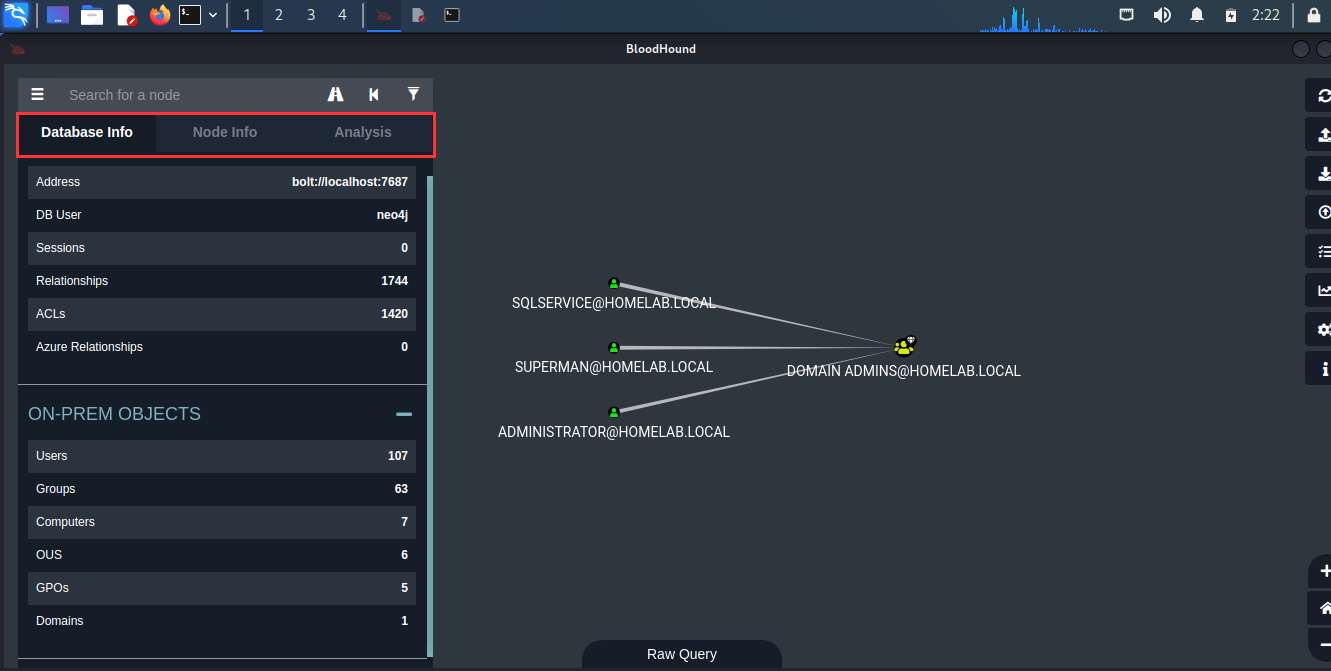 1 2 3 4 2:22
BloodHound
Search for a node
Database Info Node Info Analysis
Address bolt://localhost:7687
DB User neo4j
Sessions 0
Relationships 1744
ACLs 1420
Azure Relationships 0
ON-PREM OBJECTS
Users 107
Groups 63
Computers 7
OUS 6
GPOs 5
Domains 1
SQLSERVICE@HOMELAB.LOCAL
SUPERMAN@HOMELAB.LOCAL
DOMAIN ADMINS@HOMELAB.LOCAL
ADMINISTRATOR@HOMELAB.LOCAL
Raw Query